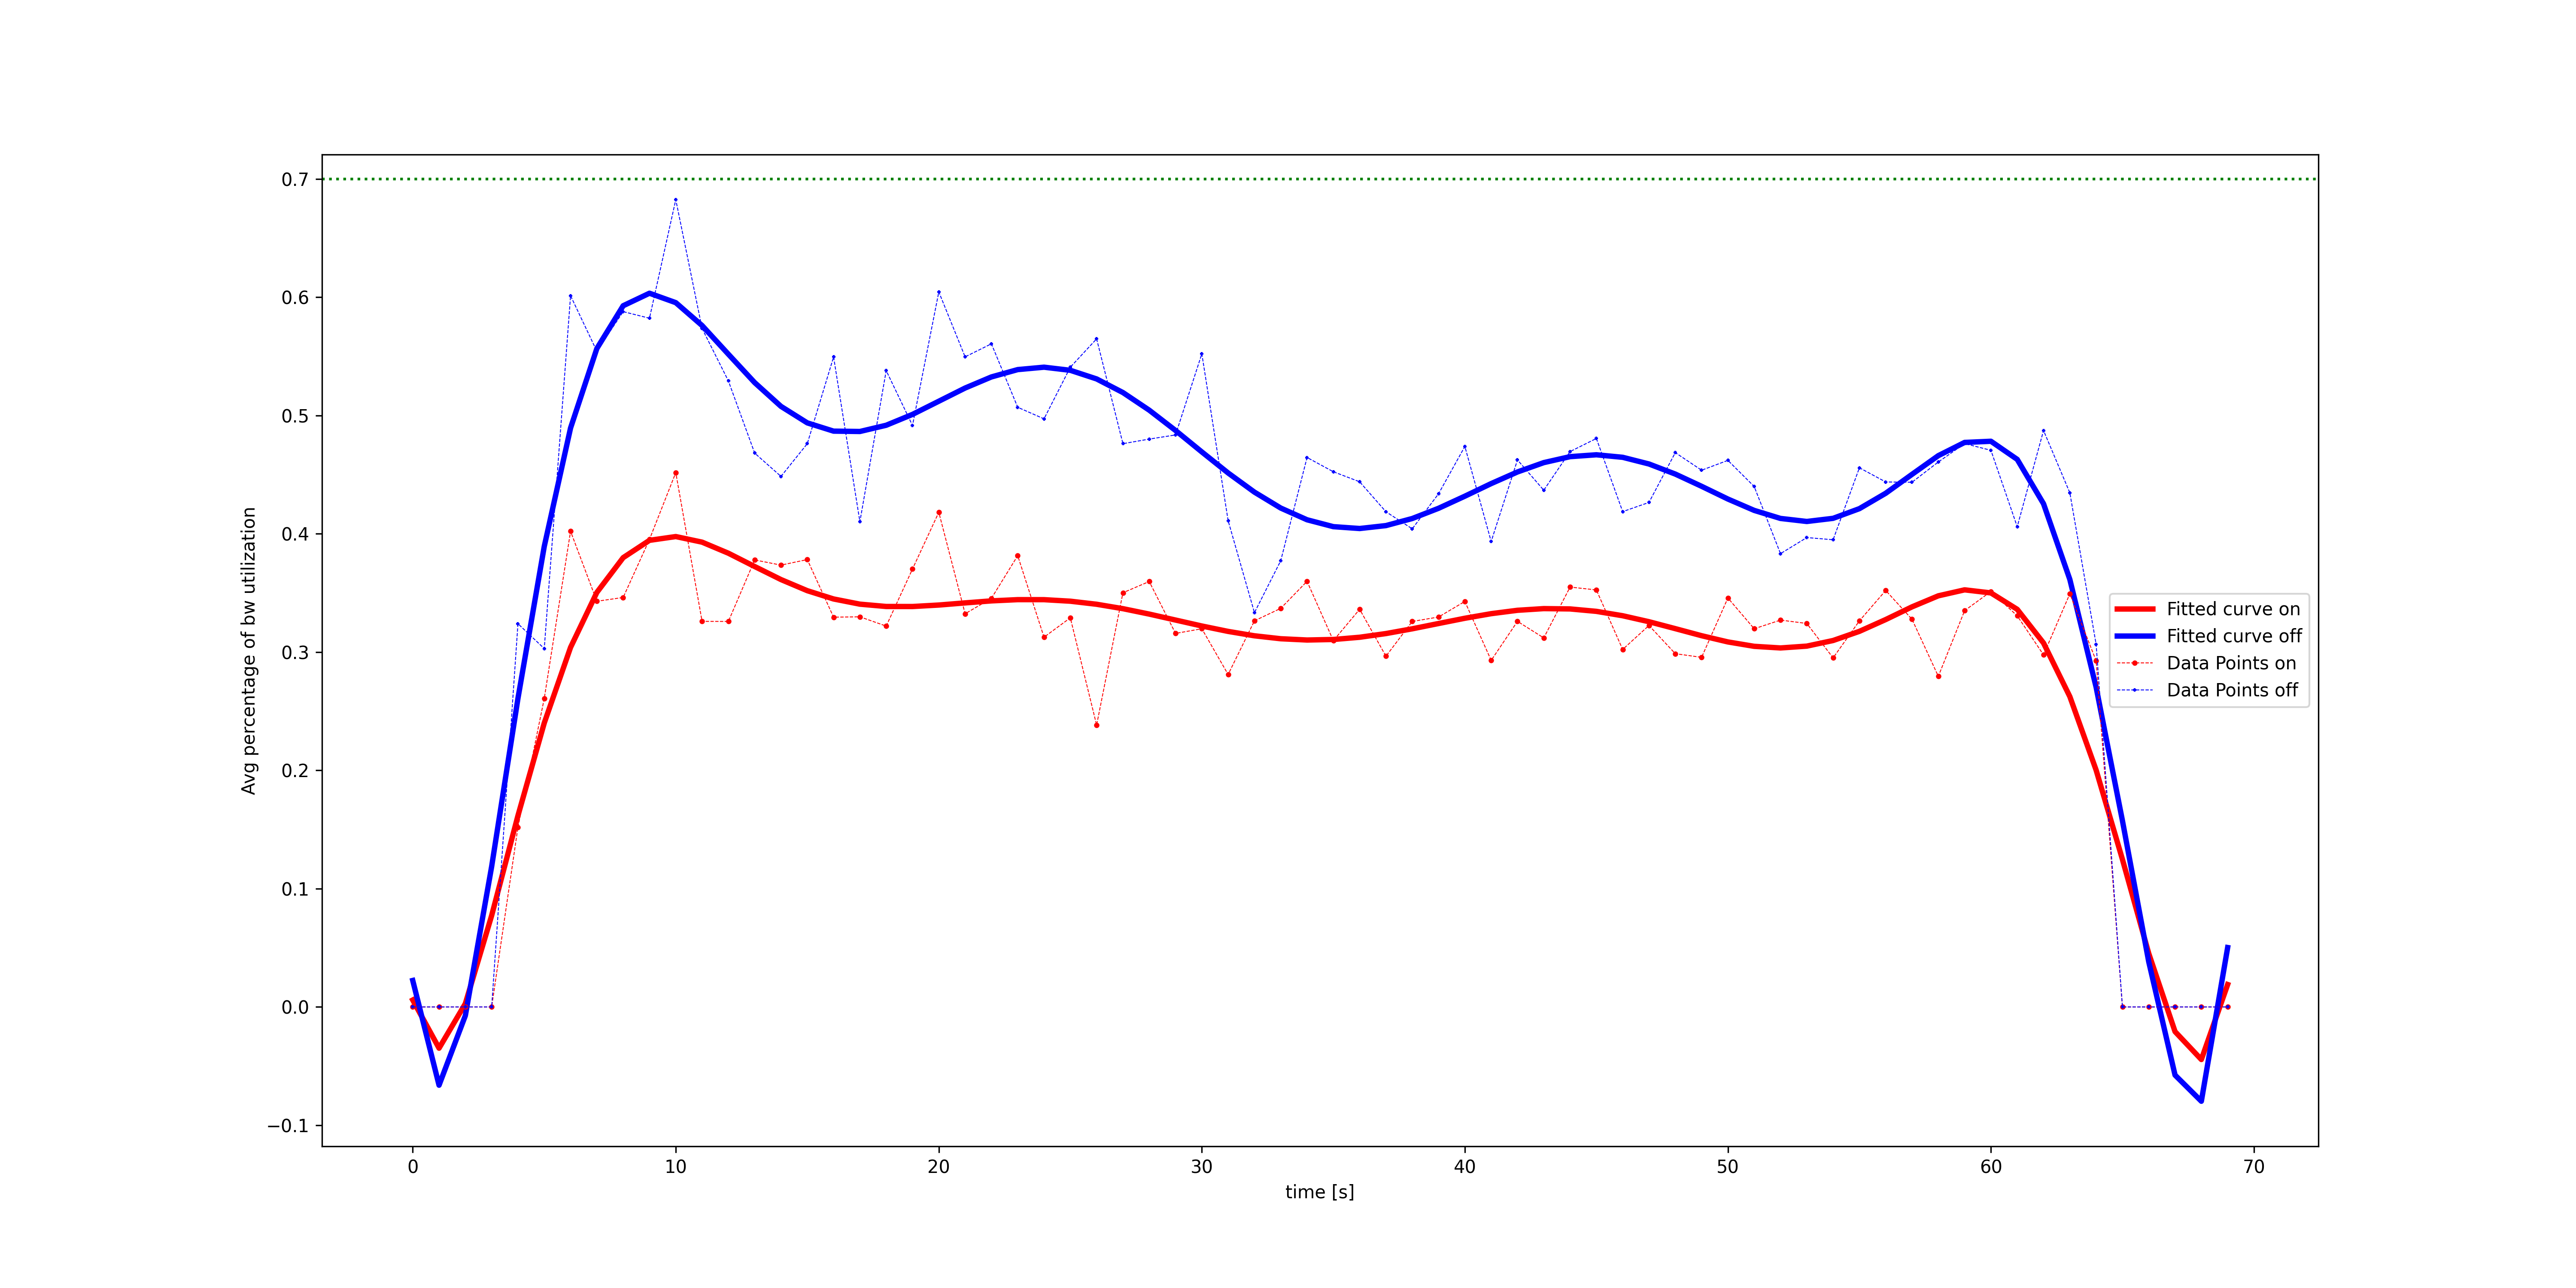 0.7
0.6
0.5
0.4
0.3
0.2
0.1
0.0
−0.1
Avg percentage of bw utilization
Fitted curve on
Fitted curve off
Data Points on
Data Points off
0 10 20 30 40 50 60 70
time [s]